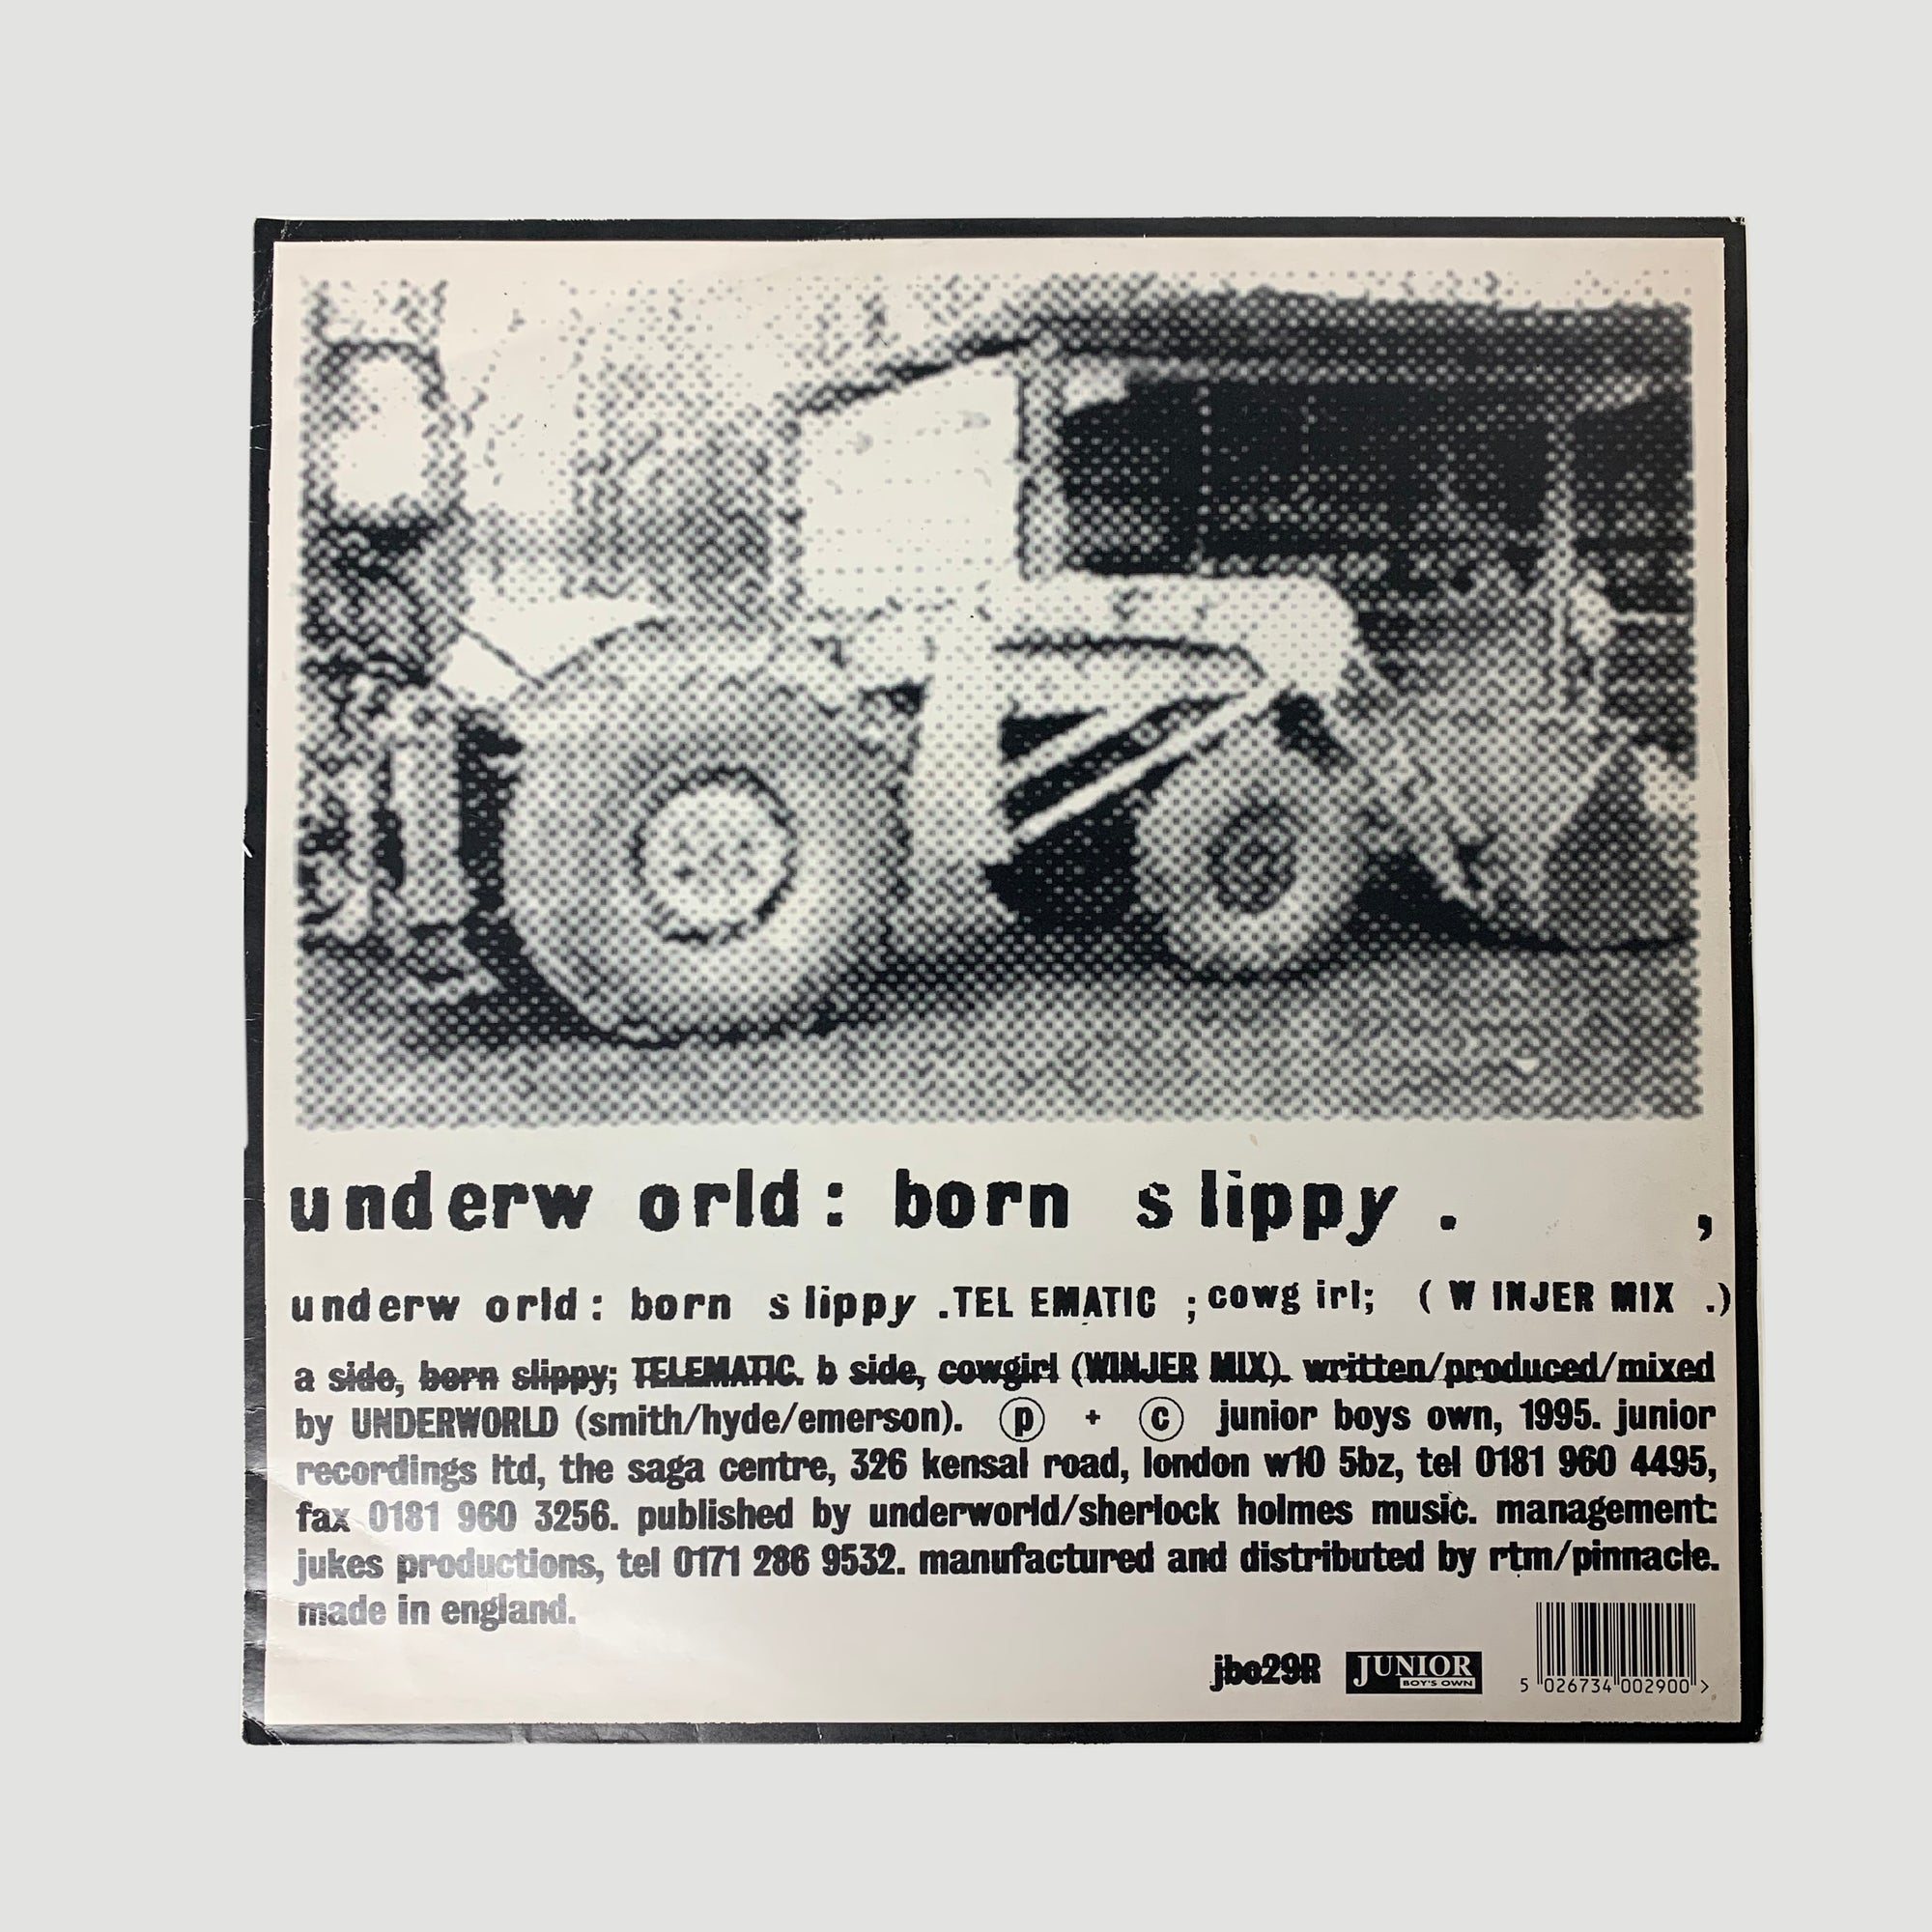 underw orld: born s lippy . ,
underw orld: born s lippy .TEL EMATIC ; cowg irl; ( W INJER MIX .)
a side, born slippy; TELEMATIC. b side, cowgirl (WINJER MIX). written/produced/mixed
by UNDERWORLD (smith/hyde/emerson). ⓟ + ⓒ junior boys own, 1995. junior
recordings ltd, the saga centre, 326 kensal road, london w10 5bz, tel 0181 960 4495,
fax 0181 960 3256. published by underworld/sherlock holmes music. management:
jukes productions, tel 0171 286 9532. manufactured and distributed by rtm/pinnacle.
made in england.
jbo29R
JUNIOR
BOY'S OWN
5 026734 002900 >